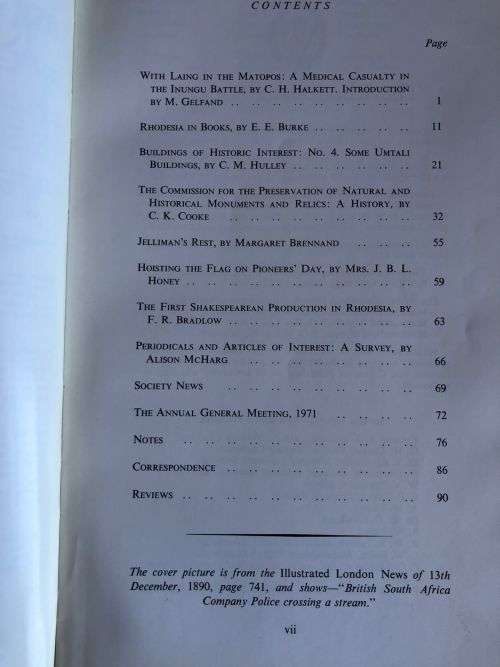 CONTENTS
Page
WITH LAING IN THE MATOPOS: A MEDICAL CASUALTY IN
THE INUNGU BATTLE, BY C. H. HALKETT. INTRODUCTION
BY M. GELFAND .. .. .. .. .. .. .. .. .. 1
RHODESIA IN BOOKS, BY E. E. BURKE .. .. .. .. .. 11
BUILDINGS OF HISTORIC INTEREST: NO. 4. SOME UMTALI
BUILDINGS, BY C. M. HULLEY .. .. .. .. .. .. 21
THE COMMISSION FOR THE PRESERVATION OF NATURAL AND
HISTORICAL MONUMENTS AND RELICS: A HISTORY, BY
C. K. COOKE .. .. .. .. .. .. .. .. .. 32
JELLIMAN'S REST, BY MARGARET BRENNAND .. .. .. 55
HOISTING THE FLAG ON PIONEERS' DAY, BY MRS. J. B. L.
HONEY .. .. .. .. .. .. .. .. .. .. .. 59
THE FIRST SHAKESPEAREAN PRODUCTION IN RHODESIA, BY
F. R. BRADLOW .. .. .. .. .. .. .. .. .. 63
PERIODICALS AND ARTICLES OF INTEREST: A SURVEY, BY
ALISON MCHARG .. .. .. .. .. .. .. .. 66
SOCIETY NEWS .. .. .. .. .. .. .. .. .. 69
THE ANNUAL GENERAL MEETING, 1971 .. .. .. .. 72
NOTES .. .. .. .. .. .. .. .. .. .. .. 76
CORRESPONDENCE .. .. .. .. .. .. .. .. .. 86
REVIEWS .. .. .. .. .. .. .. .. .. .. .. 90
The cover picture is from the Illustrated London News of 13th
December, 1890, page 741, and shows—"British South Africa
Company Police crossing a stream."
vii